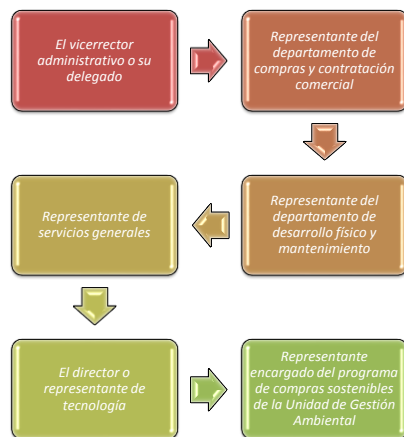 El vicerrector
administrativo o su
delegado
Representante del
departamento de
compras y contratación
comercial
Representante del
departamento de
desarrollo físico y
mantenimiento
Representante de
servicios generales
El director o
representante de
tecnología
Representante
encargado del programa
de compras sostenibles
de la Unidad de Gestión
Ambiental